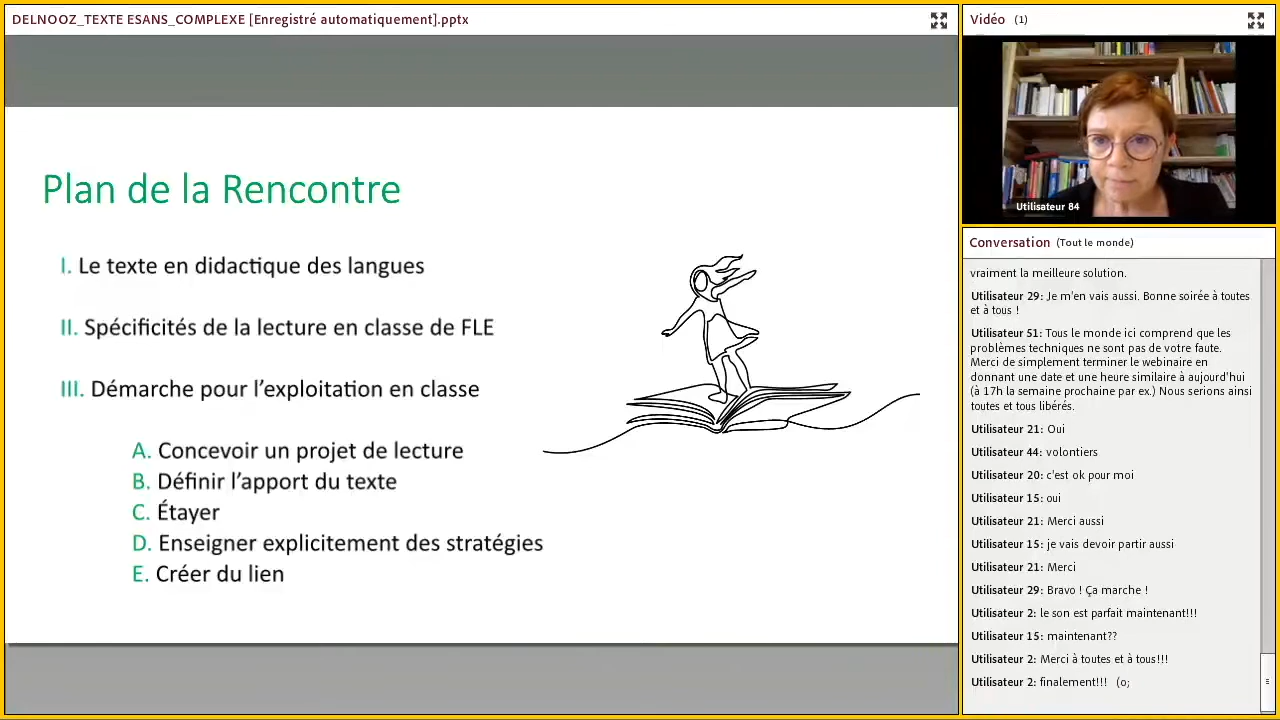 DELNOOZ_TEXTE ESANS_COMPLEXE [Enregistré automatiquement].pptx
Plan de la Rencontre
I. Le texte en didactique des langues
II. Spécificités de la lecture en classe de FLE
III. Démarche pour l'exploitation en classe
A. Concevoir un projet de lecture
B. Définir l'apport du texte
C. Étayer
D. Enseigner explicitement des stratégies
E. Créer du lien
Vidéo (1)
Utilisateur 84
Conversation (Tout le monde)
vraiment la meilleure solution.
Utilisateur 29: Je m'en vais aussi. Bonne soirée à toutes
et à tous !
Utilisateur 51: Tous le monde ici comprend que les
problèmes techniques ne sont pas de votre faute.
Merci de simplement terminer le webinaire en
donnant une date et une heure similaire à aujourd'hui
(à 17h la semaine prochaine par ex.) Nous serions ainsi
toutes et tous libérés.
Utilisateur 21: Oui
Utilisateur 44: volontiers
Utilisateur 20: c'est ok pour moi
Utilisateur 15: oui
Utilisateur 21: Merci aussi
Utilisateur 15: je vais devoir partir aussi
Utilisateur 21: Merci
Utilisateur 29: Bravo ! Ça marche !
Utilisateur 2: le son est parfait maintenant!!!
Utilisateur 15: maintenant??
Utilisateur 2: Merci à toutes et à tous!!!
Utilisateur 2: finalement!!! (o;